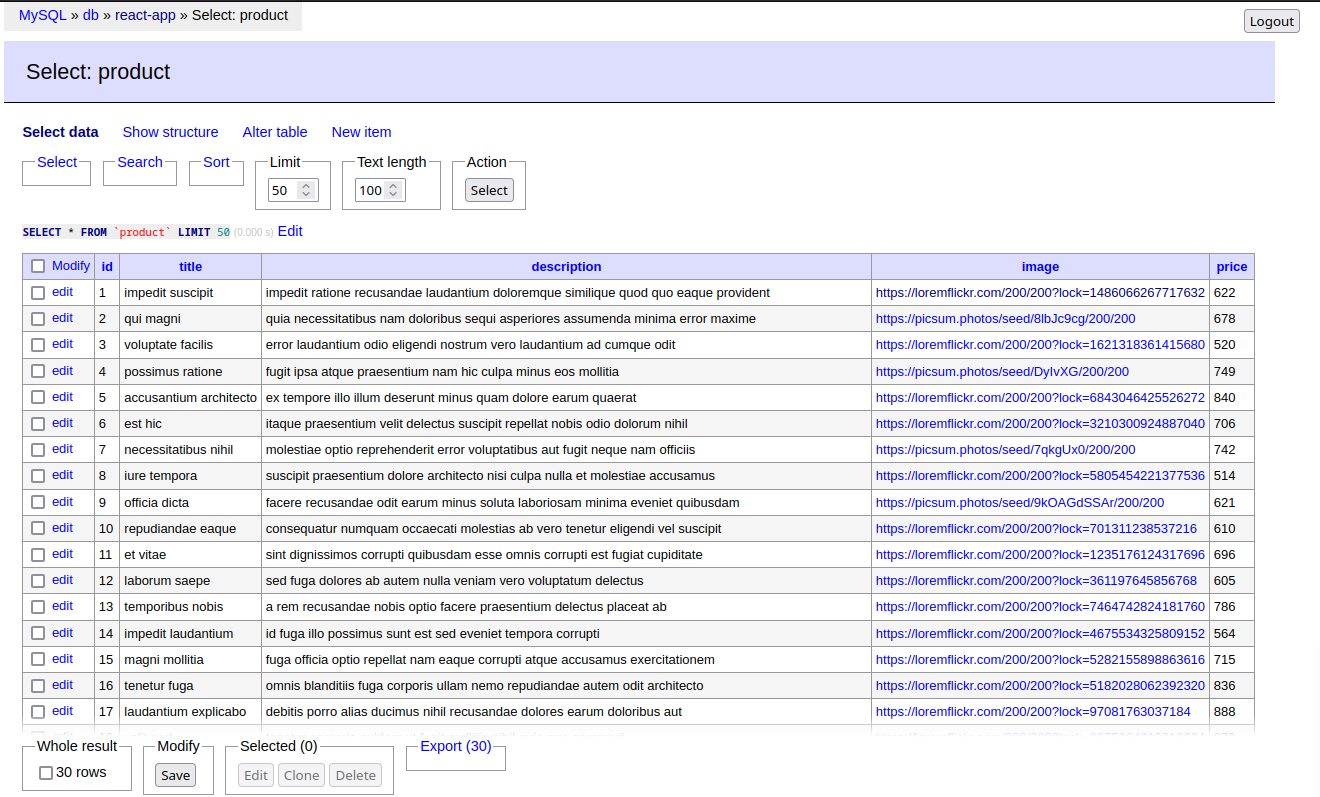 MySQL » db » react-app » Select: product
Logout
Select: product
Select data Show structure Alter table New item
Select Search Sort Limit Text length Action
50 100 Select
SELECT * FROM `product` LIMIT 50 (0.000 s) Edit
Modify id title description image price
edit 1 impedit suscipit impedit ratione recusandae laudantium doloremque similique quod quo eaque provident https://loremflickr.com/200/200?lock=1486066267717632 622
edit 2 qui magni quia necessitatibus nam doloribus sequi asperiores assumenda minima error maxime https://picsum.photos/seed/8lbJc9cg/200/200 678
edit 3 voluptate facilis error laudantium odio eligendi nostrum vero laudantium ad cumque odit https://loremflickr.com/200/200?lock=1621318361415680 520
edit 4 possimus ratione fugit ipsa atque praesentium nam hic culpa minus eos mollitia https://picsum.photos/seed/DyIvXG/200/200 749
edit 5 accusantium architecto ex tempore illo illum deserunt minus quam dolore earum quaerat https://loremflickr.com/200/200?lock=6843046425526272 840
edit 6 est hic itaque praesentium velit delectus suscipit repellat nobis odio dolorum nihil https://loremflickr.com/200/200?lock=3210300924887040 706
edit 7 necessitatibus nihil molestiae optio reprehenderit error voluptatibus aut fugit neque nam officiis https://picsum.photos/seed/7qkgUx0/200/200 742
edit 8 iure tempora suscipit praesentium dolore architecto nisi culpa nulla et molestiae accusamus https://loremflickr.com/200/200?lock=5805454221377536 514
edit 9 officia dicta facere recusandae odit earum minus soluta laboriosam minima eveniet quibusdam https://picsum.photos/seed/9kOAGdSSAr/200/200 621
edit 10 repudiandae eaque consequatur numquam occaecati molestias ab vero tenetur eligendi vel suscipit https://loremflickr.com/200/200?lock=701311238537216 610
edit 11 et vitae sint dignissimos corrupti quibusdam esse omnis corrupti est fugiat cupiditate https://loremflickr.com/200/200?lock=1235176124317696 696
edit 12 laborum saepe sed fuga dolores ab autem nulla veniam vero voluptatum delectus https://loremflickr.com/200/200?lock=361197645856768 605
edit 13 temporibus nobis a rem recusandae nobis optio facere praesentium delectus placeat ab https://loremflickr.com/200/200?lock=7464742824181760 786
edit 14 impedit laudantium id fuga illo possimus sunt est sed eveniet tempora corrupti https://loremflickr.com/200/200?lock=4675534325809152 564
edit 15 magni mollitia fuga officia optio repellat nam eaque corrupti atque accusamus exercitationem https://loremflickr.com/200/200?lock=5282155898863616 715
edit 16 tenetur fuga omnis blanditiis fuga corporis ullam nemo repudiandae autem odit architecto https://loremflickr.com/200/200?lock=5182028062392320 836
edit 17 laudantium explicabo debitis porro alias ducimus nihil recusandae dolores earum doloribus aut https://loremflickr.com/200/200?lock=97081763037184 888
Whole result Modify Selected (0) Export (30)
30 rows Save Edit Clone Delete